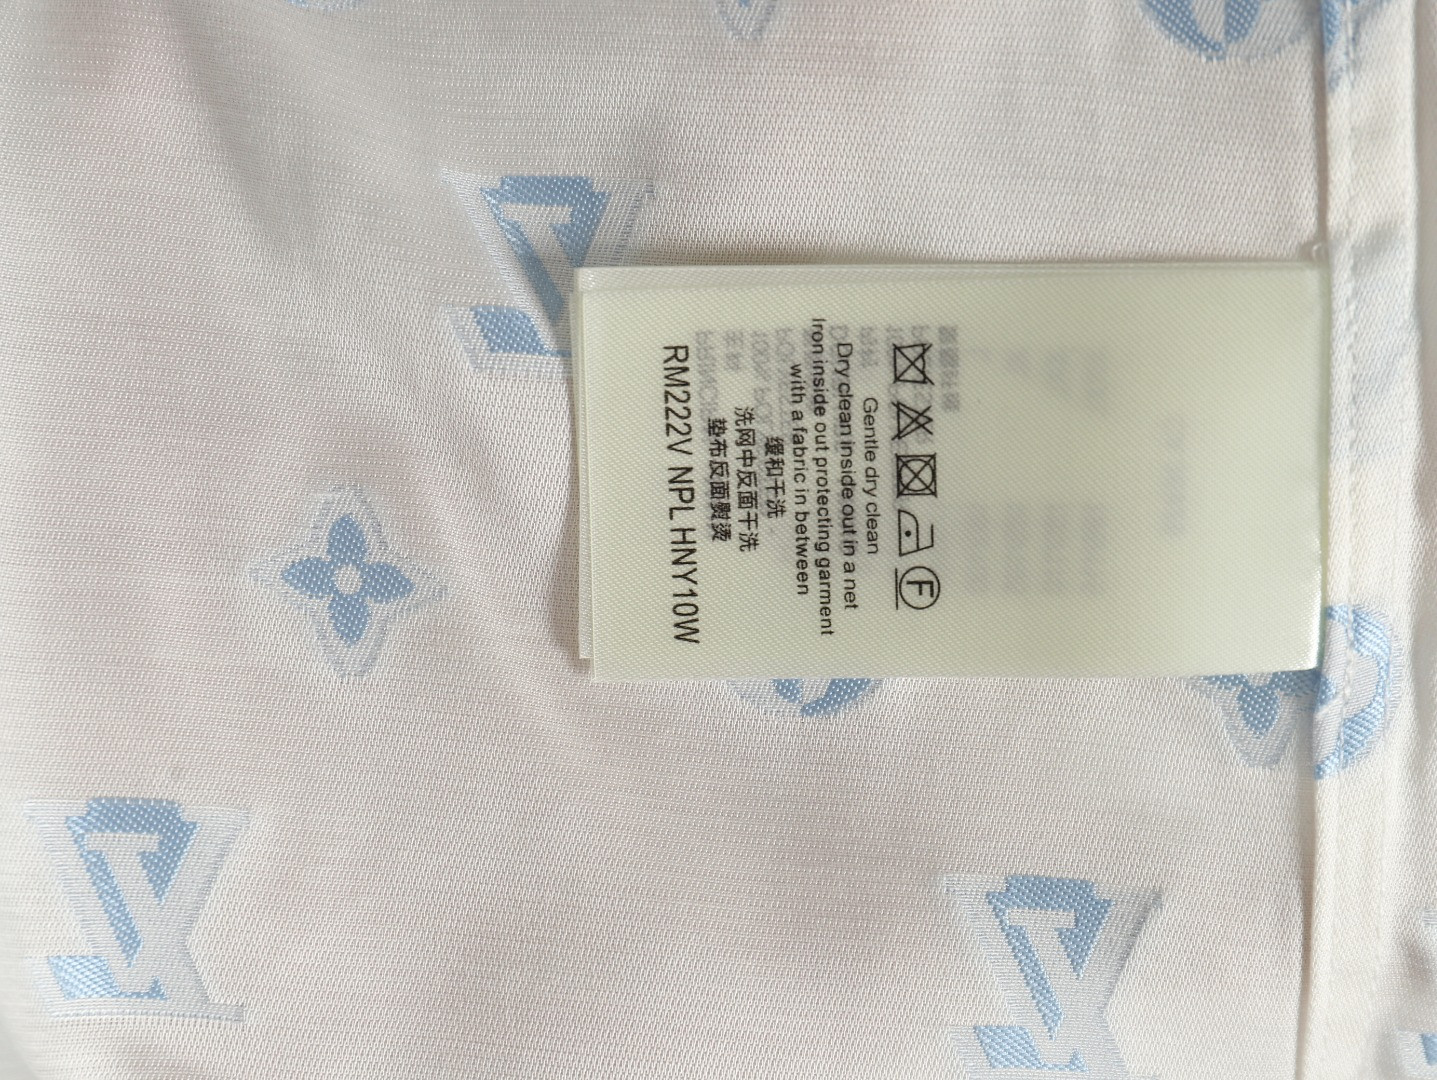 F
Gentle dry clean
Dry clean inside out in a net
Iron inside out protecting garment
with a fabric in between
缓和干洗
洗网中反面干洗
垫布反面熨烫
RM222V NPL HNY10W